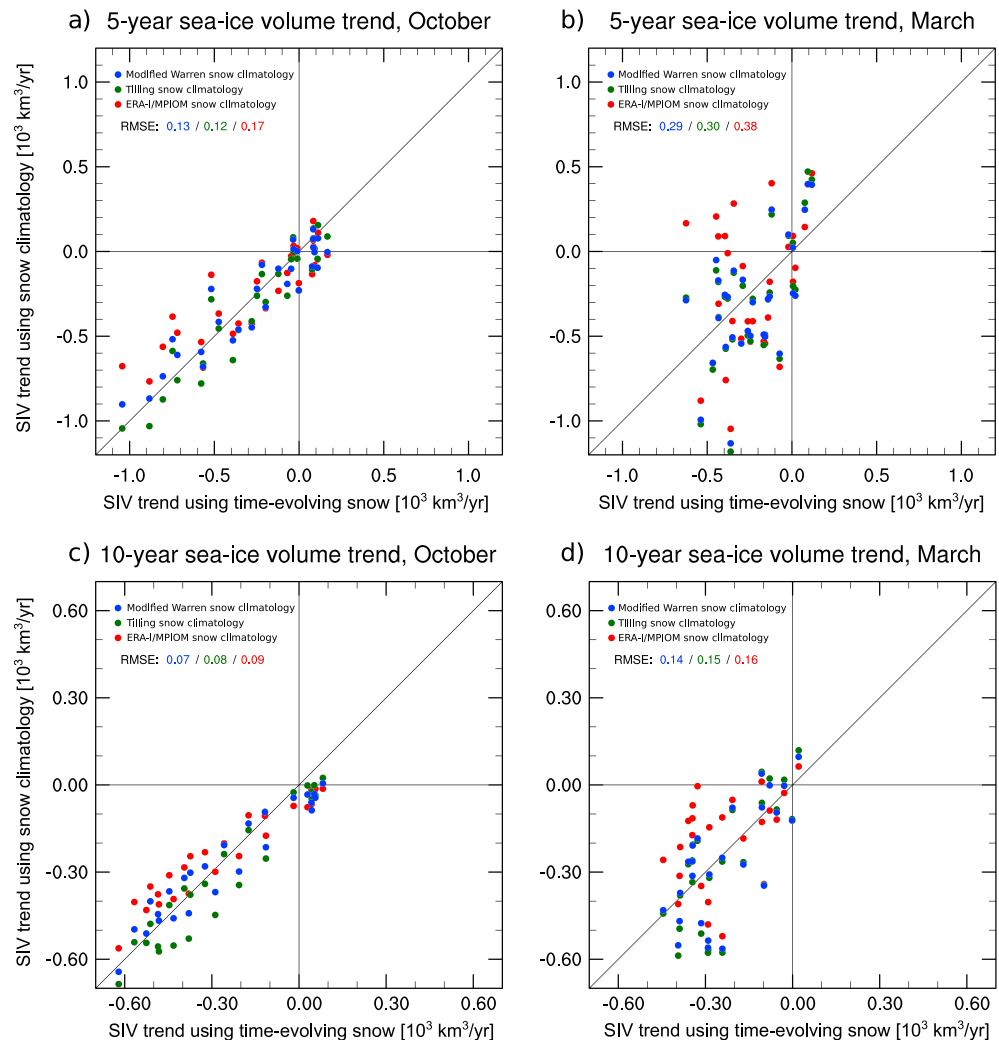 a) 5-year sea-ice volume trend, October
1.0
0.5
0.0
-0.5
-1.0
-1.0 -0.5 0.0 0.5 1.0
SIV trend using snow climatology [10³ km³/yr]
SIV trend using time-evolving snow [10³ km³/yr]
Modified Warren snow climatology
Tilling snow climatology
ERA-I/MPIOM snow climatology
RMSE: 0.13 / 0.12 / 0.17
b) 5-year sea-ice volume trend, March
1.0
0.5
0.0
-0.5
-1.0
-1.0 -0.5 0.0 0.5 1.0
SIV trend using time-evolving snow [10³ km³/yr]
Modified Warren snow climatology
Tilling snow climatology
ERA-I/MPIOM snow climatology
RMSE: 0.29 / 0.30 / 0.38
c) 10-year sea-ice volume trend, October
0.60
0.30
0.00
-0.30
-0.60
-0.60 -0.30 0.00 0.30 0.60
SIV trend using snow climatology [10³ km³/yr]
SIV trend using time-evolving snow [10³ km³/yr]
Modified Warren snow climatology
Tilling snow climatology
ERA-I/MPIOM snow climatology
RMSE: 0.07 / 0.08 / 0.09
d) 10-year sea-ice volume trend, March
0.60
0.30
0.00
-0.30
-0.60
-0.60 -0.30 0.00 0.30 0.60
SIV trend using time-evolving snow [10³ km³/yr]
Modified Warren snow climatology
Tilling snow climatology
ERA-I/MPIOM snow climatology
RMSE: 0.14 / 0.15 / 0.16